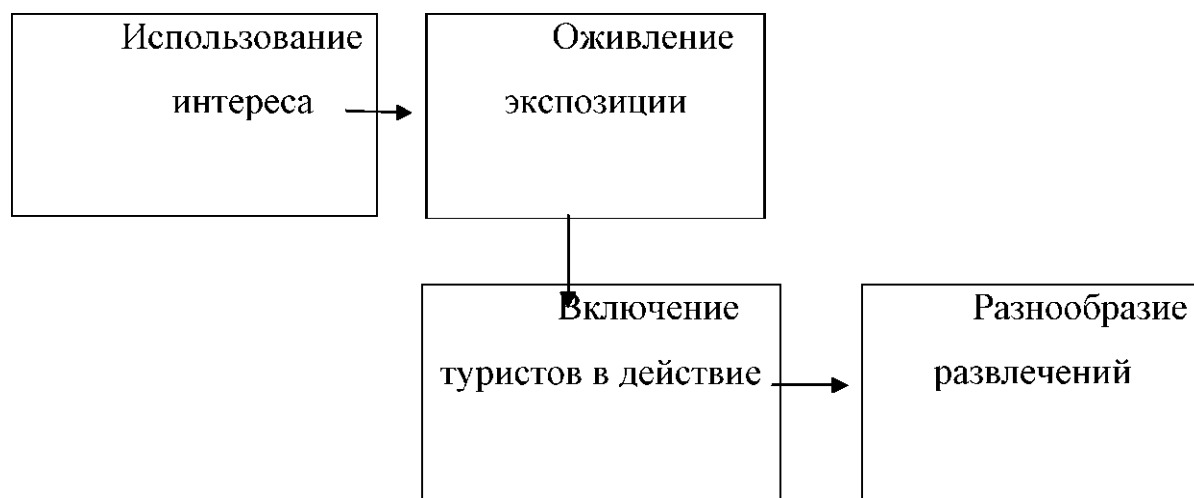 Использование
интереса
Оживление
экспозиции
Включение
туристов в действие
Разнообразие
развлечений